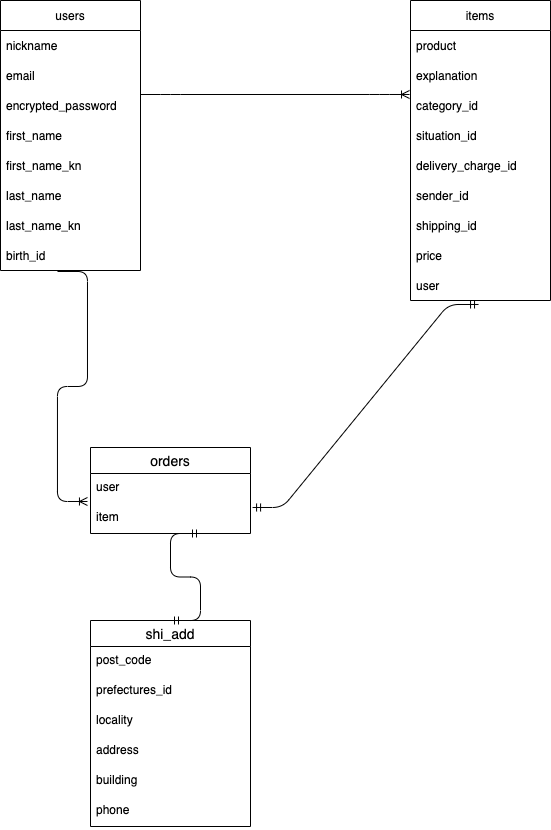 users
nickname
email
encrypted_password
first_name
first_name_kn
last_name
last_name_kn
birth_id
items
product
explanation
category_id
situation_id
delivery_charge_id
sender_id
shipping_id
price
user
orders
user
item
shi_add
post_code
prefectures_id
locality
address
building
phone